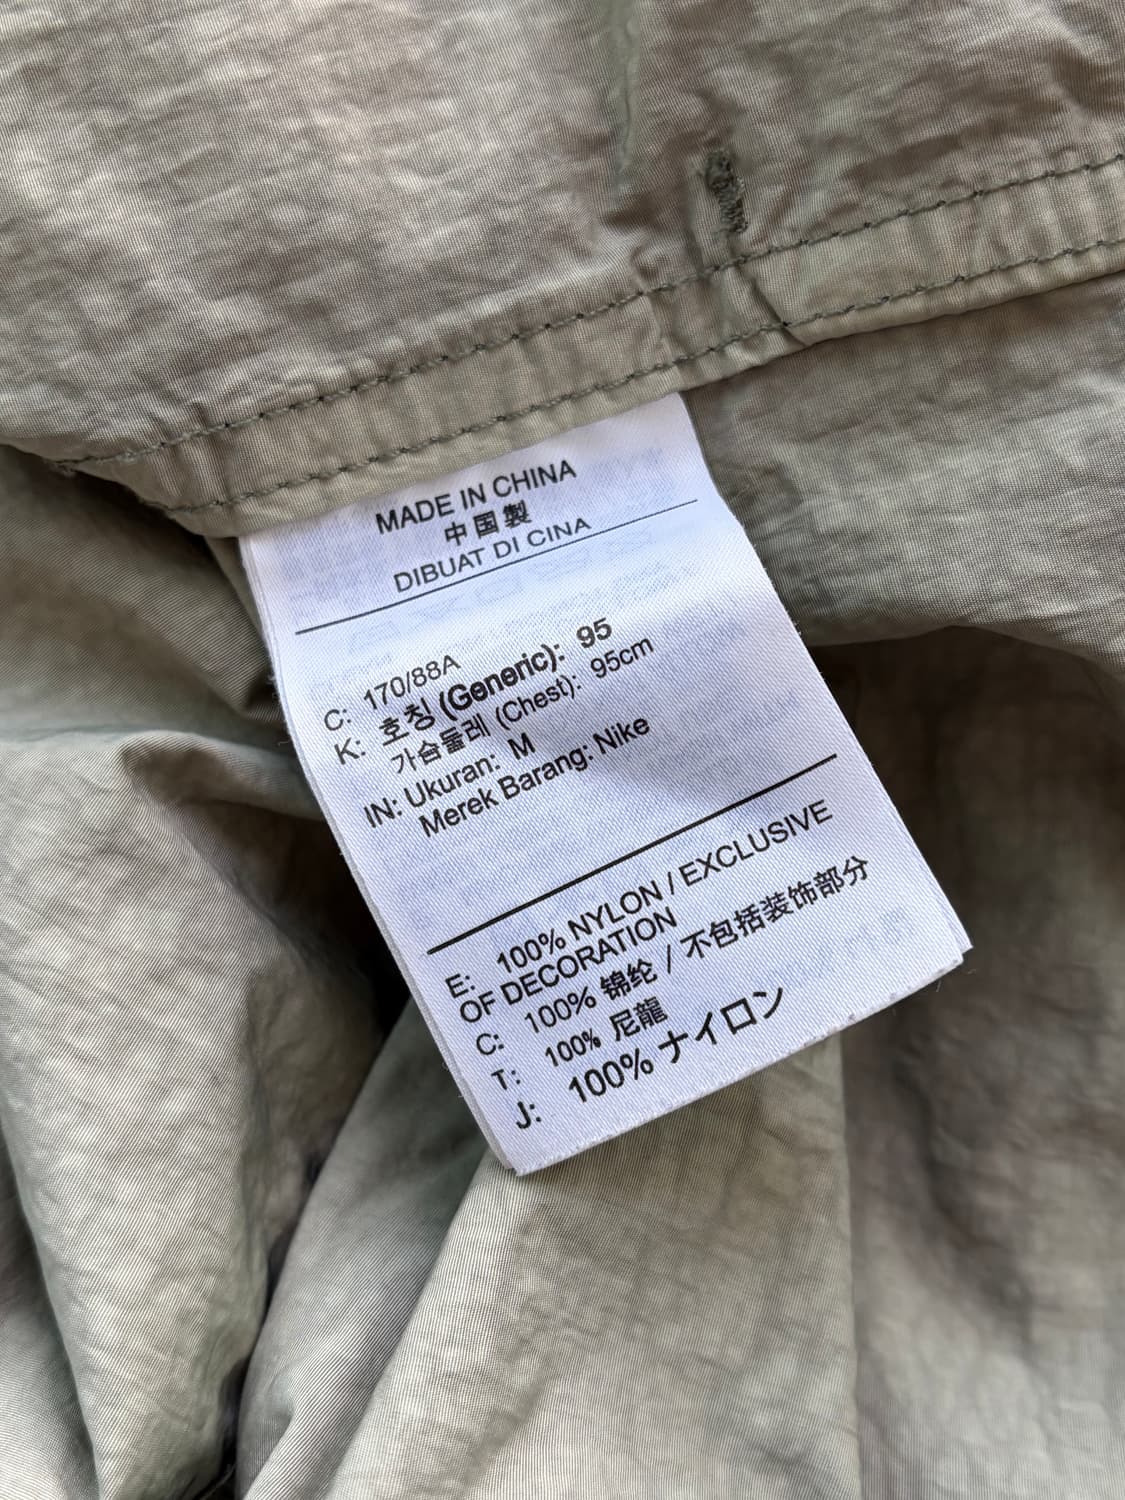 MADE IN CHINA
中国製
DIBUAT DI CINA
C: 170/88A
K: 호칭 (Generic): 95
가슴둘레 (Chest): 95cm
IN: Ukuran: M
Merek Barang: Nike
E: 100% NYLON / EXCLUSIVE
OF DECORATION
C: 100% 锦纶 / 不包括装饰部分
T: 100% 尼龍
J: 100% ナイロン